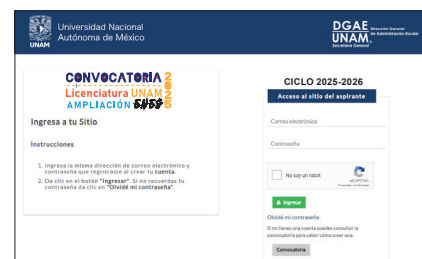 UNAM
Universidad Nacional
Autónoma de México
DGAE Dirección General
de Administración Escolar
UNAM
Secretaría General
CONVOCATORIA
Licenciatura UNAM
AMPLIACIÓN SUAyED
2025
Ingresa a tu Sitio
Instrucciones
1. Ingresa la misma dirección de correo electrónico y
contraseña que registraste al crear tu cuenta.
2. Da clic en el botón "Ingresar". Si no recuerdas tu
contraseña da clic en "Olvidé mi contraseña".
CICLO 2025-2026
Acceso al sitio del aspirante
Correo electrónico
Contraseña
No soy un robot
reCAPTCHA
Ingresar
Olvidé mi contraseña
Si no tienes una cuenta puedes consultar la
convocatoria para saber cómo crear una.
Convocatoria